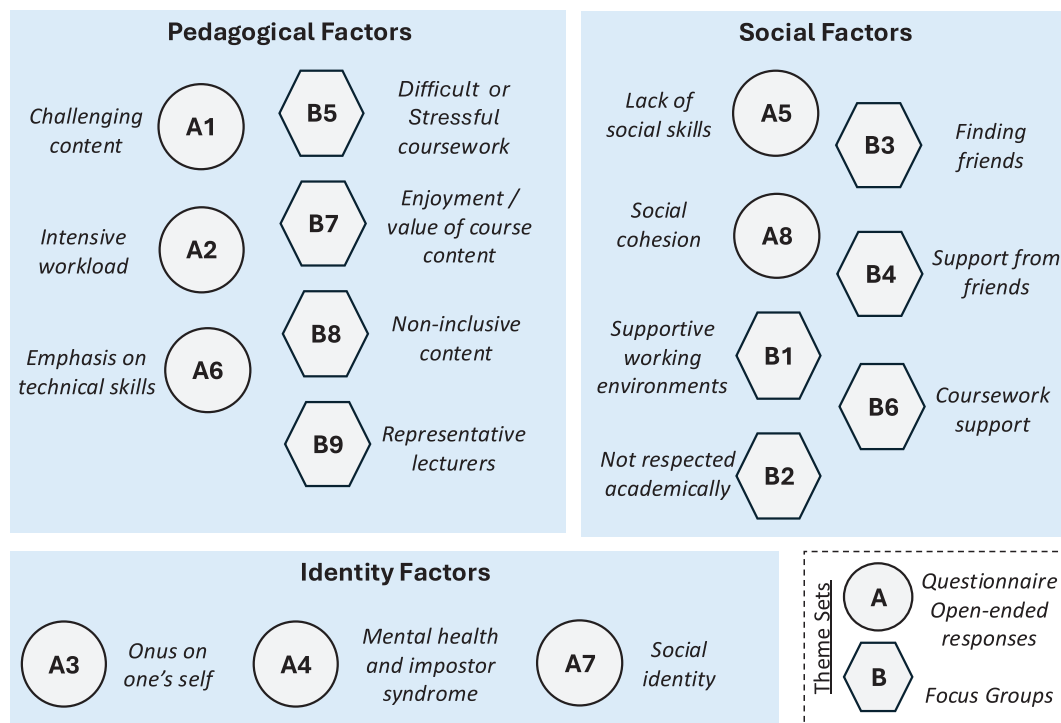 Pedagogical Factors
Challenging
content
A1
B5
Difficult or
Stressful
coursework
Intensive
workload
A2
B7
Enjoyment /
value of course
content
Emphasis on
technical skills
A6
B8
Non-inclusive
content
B9
Representative
lecturers
Social Factors
Lack of
social skills
A5
B3
Finding
friends
Social
cohesion
A8
B4
Support from
friends
Supportive
working
environments
B1
B6
Coursework
support
Not respected
academically
B2
Identity Factors
A3
Onus on
one’s self
A4
Mental health
and impostor
syndrome
A7
Social
identity
Theme Sets
A
Questionnaire
Open-ended
responses
B
Focus Groups